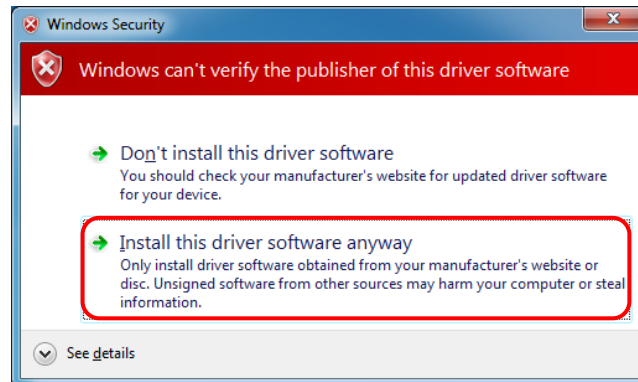 Windows Security
Windows can't verify the publisher of this driver software
Don't install this driver software
You should check your manufacturer's website for updated driver software
for your device.
Install this driver software anyway
Only install driver software obtained from your manufacturer's website or
disc. Unsigned software from other sources may harm your computer or steal
information.
See details